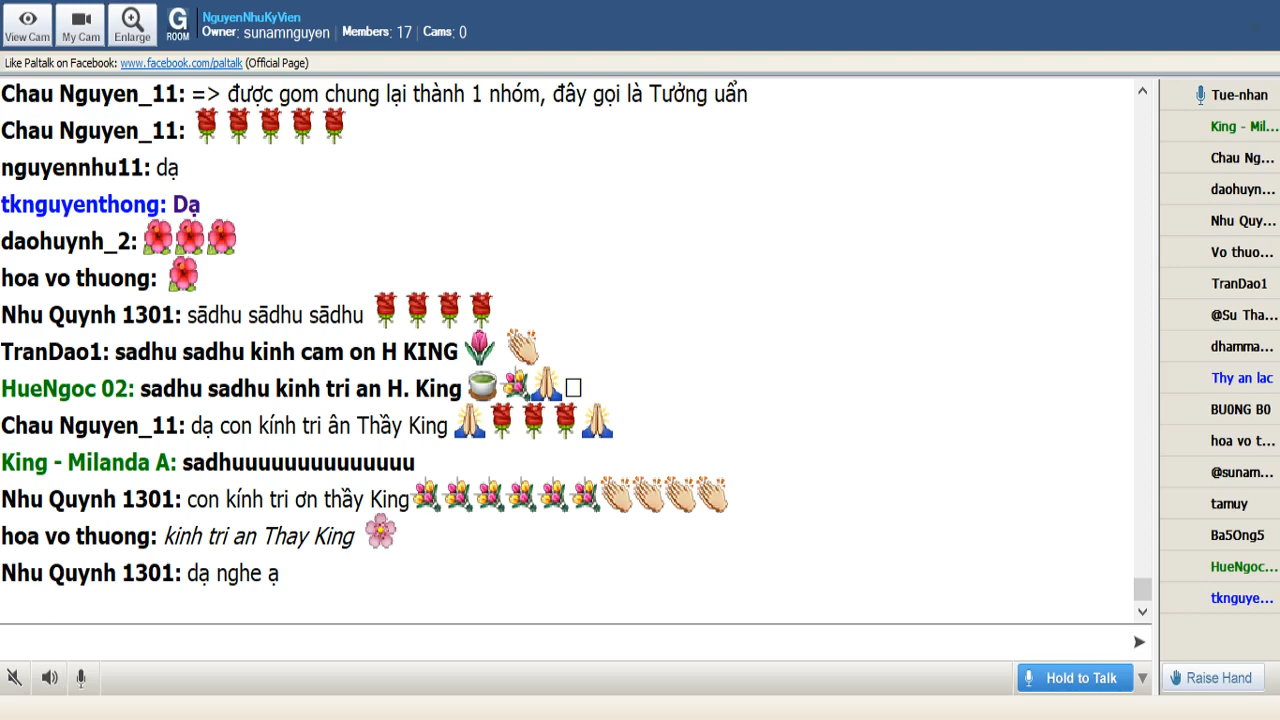 View Cam
My Cam
Enlarge
G
ROOM
NguyenNhuKyVien
Owner: sunamnguyen | Members: 17 | Cams: 0
Like Paltalk on Facebook: www.facebook.com/paltalk (Official Page)
Chau Nguyen_11: => được gom chung lại thành 1 nhóm, đây gọi là Tưởng uẩn
Chau Nguyen_11:
nguyennhu11: dạ
tknguyenthong: Dạ
daohuynh_2:
hoa vo thuong:
Nhu Quynh 1301: sādhu sādhu sādhu
TranDao1: sadhu sadhu kinh cam on H KING
HueNgoc 02: sadhu sadhu kinh tri an H. King
Chau Nguyen_11: dạ con kính tri ân Thầy King
King - Milanda A: sadhuuuuuuuuuuuuuu
Nhu Quynh 1301: con kính tri ơn thầy King
hoa vo thuong: kinh tri an Thay King
Nhu Quynh 1301: dạ nghe ạ
Tue-nhan
King - Mil...
Chau Ng...
daohuyn...
Nhu Quy...
Vo thuo...
TranDao1
@Su Tha...
dhamma...
Thy an lac
BU0NG B0
hoa vo t...
@sunam...
tamuy
Ba5Ong5
HueNgoc...
tknguye...
Hold to Talk
Raise Hand